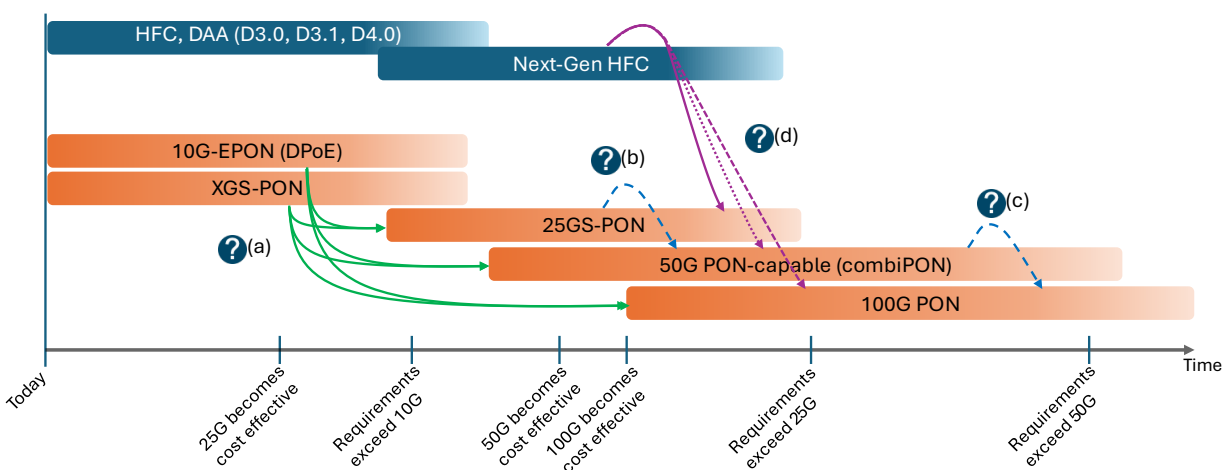 HFC, DAA (D3.0, D3.1, D4.0)
Next-Gen HFC
?(d)
10G-EPON (DPoE)
?(b)
XGS-PON
?(c)
25GS-PON
?(a)
50G PON-capable (combiPON)
100G PON
Time
Today
25G becomes
cost effective
Requirements
exceed 10G
50G becomes
cost effective
100G becomes
cost effective
Requirements
exceed 25G
Requirements
exceed 50G